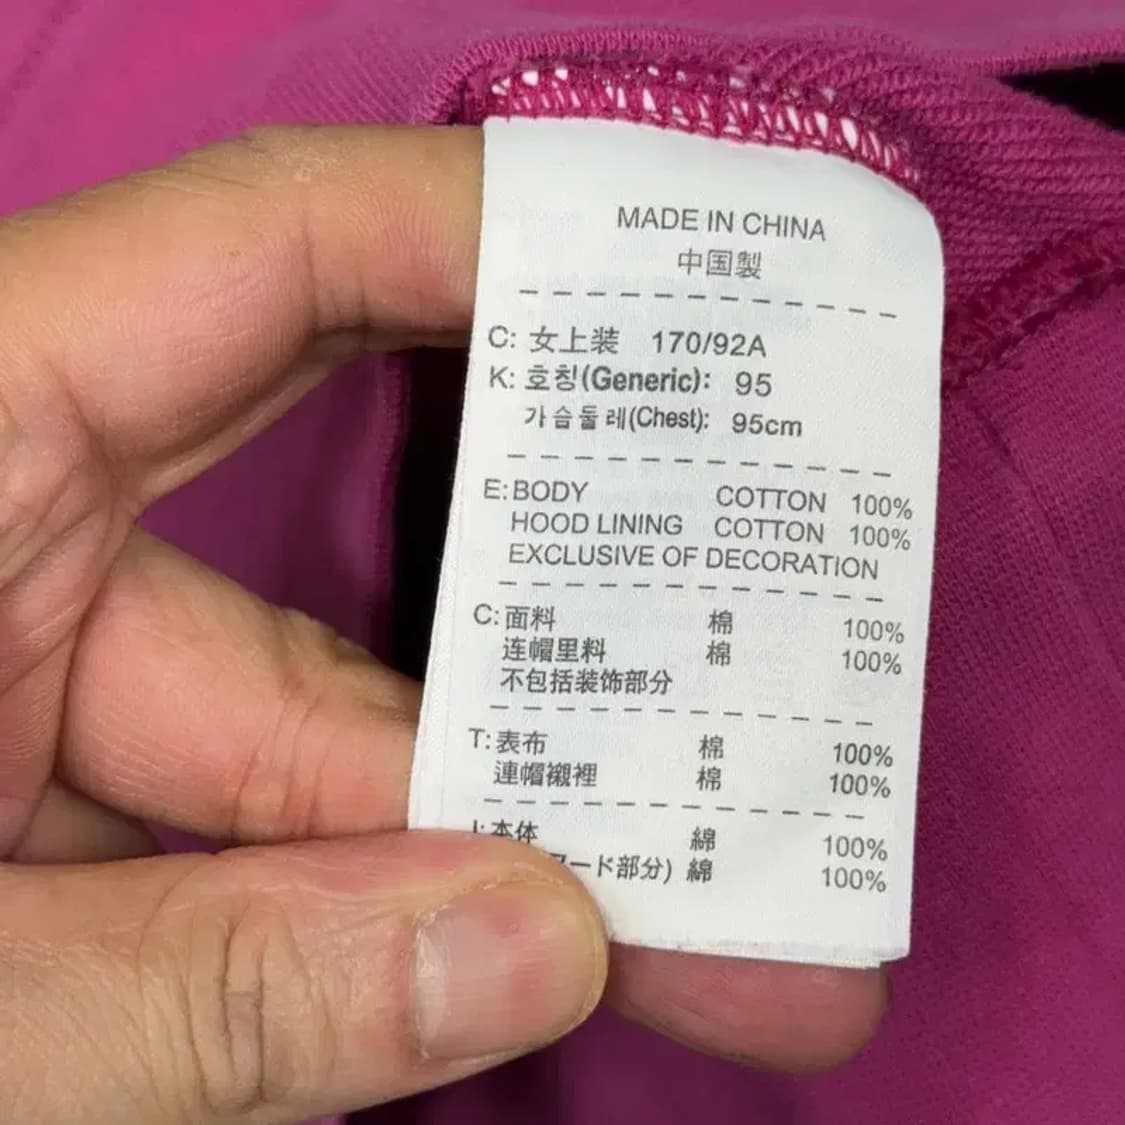 MADE IN CHINA
中国製
C: 女上装 170/92A
K: 호칭(Generic): 95
가슴둘레(Chest): 95cm
E: BODY COTTON 100%
HOOD LINING COTTON 100%
EXCLUSIVE OF DECORATION
C: 面料 棉 100%
连帽里料 棉 100%
不包括装饰部分
T: 表布 棉 100%
連帽襯裡 棉 100%
本体 綿 100%
ード部分) 綿 100%